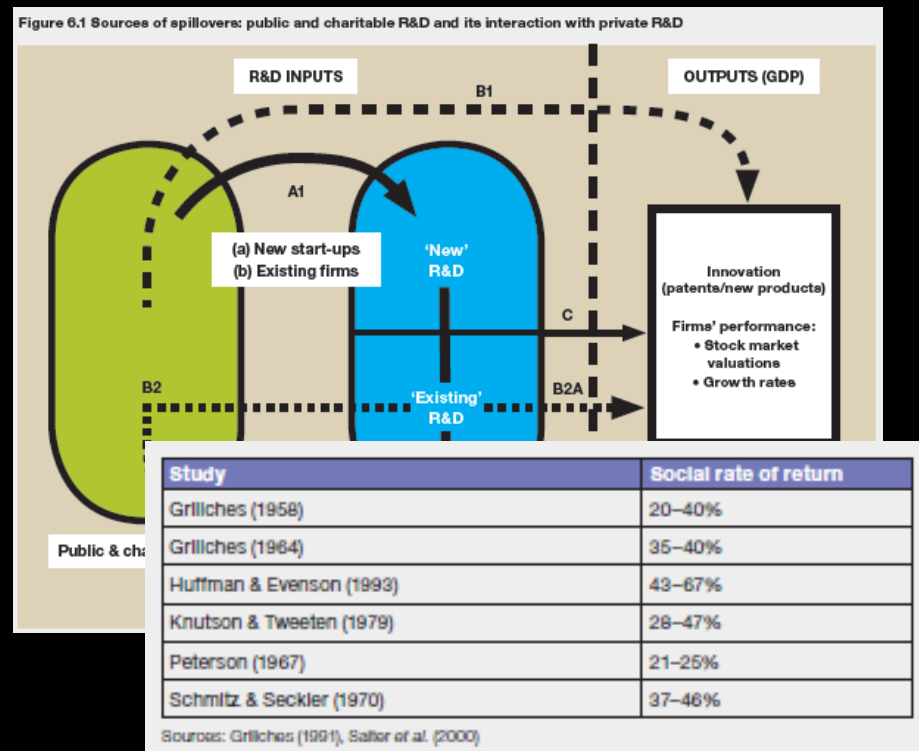 Figure 6.1 Sources of spillovers: public and charitable R&D and its interaction with private R&D
R&D INPUTS
OUTPUTS (GDP)
B1
A1
(a) New start-ups
(b) Existing firms
‘New’
R&D
Innovation
(patents/new products)
Firms’ performance:
• Stock market
valuations
• Growth rates
C
B2
B2A
‘Existing’
R&D
Public & cha
Study Social rate of return
Griliches (1958) 20–40%
Griliches (1964) 35–40%
Huffman & Evenson (1993) 43–67%
Knutson & Tweeten (1979) 28–47%
Peterson (1967) 21–25%
Schmitz & Seckler (1970) 37–46%
Sources: Griliches (1991), Salter et al. (2000)